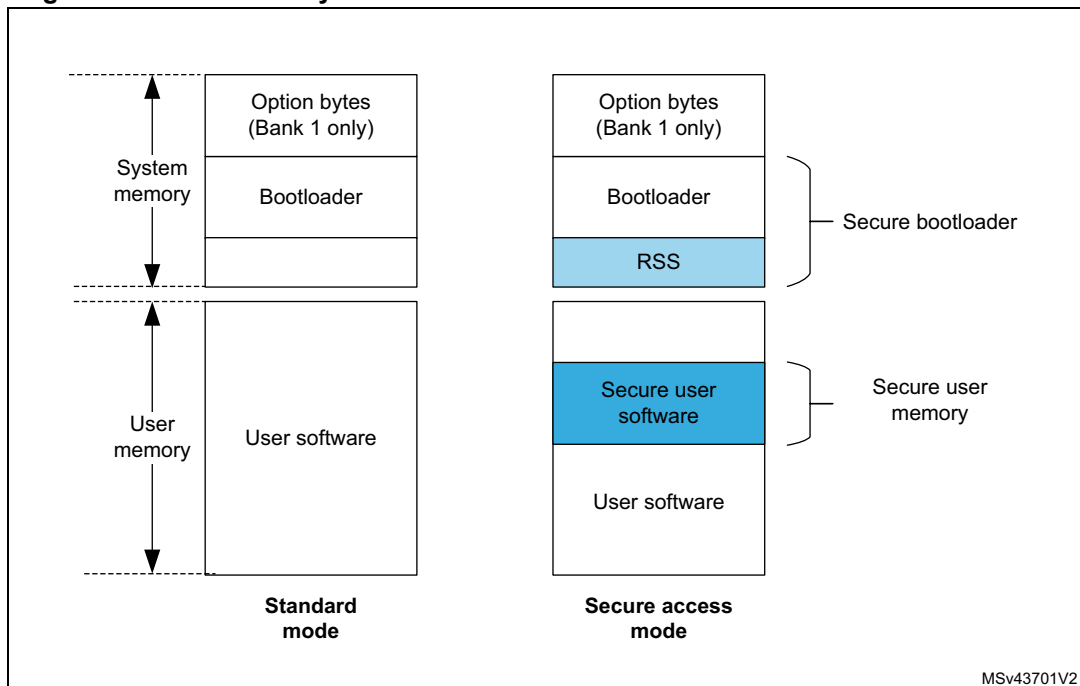 Option bytes
(Bank 1 only)
Option bytes
(Bank 1 only)
System
memory
Bootloader
Bootloader
Secure bootloader
RSS
User
memory
User software
Secure user
software
Secure user
memory
User software
Standard
mode
Secure access
mode
MSv43701V2